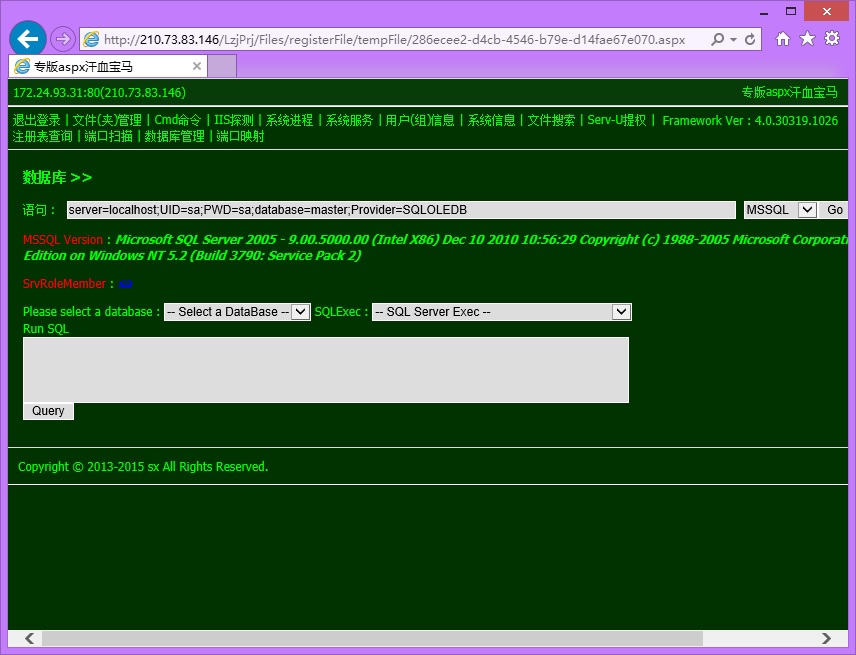 http://210.73.83.146/LzjPrj/Files/registerFile/tempFile/286ecee2-d4cb-4546-b79e-d14fae67e070.aspx
专版aspx汗血宝马
172.24.93.31:80(210.73.83.146) 专版aspx汗血宝马
退出登录 | 文件(夹)管理 | Cmd命令 | IIS探测 | 系统进程 | 系统服务 | 用户(组)信息 | 系统信息 | 文件搜索 | Serv-U提权 | Framework Ver : 4.0.30319.1026
注册表查询 | 端口扫描 | 数据库管理 | 端口映射
数据库 >>
语句 : server=localhost;UID=sa;PWD=sa;database=master;Provider=SQLOLEDB MSSQL Go
MSSQL Version : Microsoft SQL Server 2005 - 9.00.5000.00 (Intel X86) Dec 10 2010 10:56:29 Copyright (c) 1988-2005 Microsoft Corporati
Edition on Windows NT 5.2 (Build 3790: Service Pack 2)
SrvRoleMember : sa
Please select a database : -- Select a DataBase -- SQLExec : -- SQL Server Exec --
Run SQL
Query
Copyright © 2013-2015 sx All Rights Reserved.